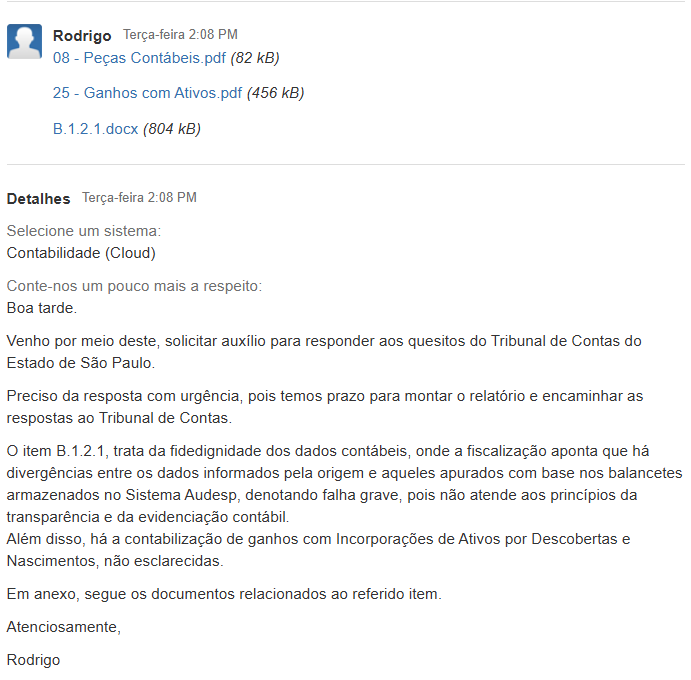 Rodrigo Terça-feira 2:08 PM
08 - Peças Contábeis.pdf (82 kB)
25 - Ganhos com Ativos.pdf (456 kB)
B.1.2.1.docx (804 kB)
Detalhes Terça-feira 2:08 PM
Selecione um sistema:
Contabilidade (Cloud)
Conte-nos um pouco mais a respeito:
Boa tarde.
Venho por meio deste, solicitar auxílio para responder aos quesitos do Tribunal de Contas do
Estado de São Paulo.
Preciso da resposta com urgência, pois temos prazo para montar o relatório e encaminhar as
respostas ao Tribunal de Contas.
O item B.1.2.1, trata da fidedignidade dos dados contábeis, onde a fiscalização aponta que há
divergências entre os dados informados pela origem e aqueles apurados com base nos balancetes
armazenados no Sistema Audesp, denotando falha grave, pois não atende aos princípios da
transparência e da evidenciação contábil.
Além disso, há a contabilização de ganhos com Incorporações de Ativos por Descobertas e
Nascimentos, não esclarecidas.
Em anexo, segue os documentos relacionados ao referido item.
Atenciosamente,
Rodrigo